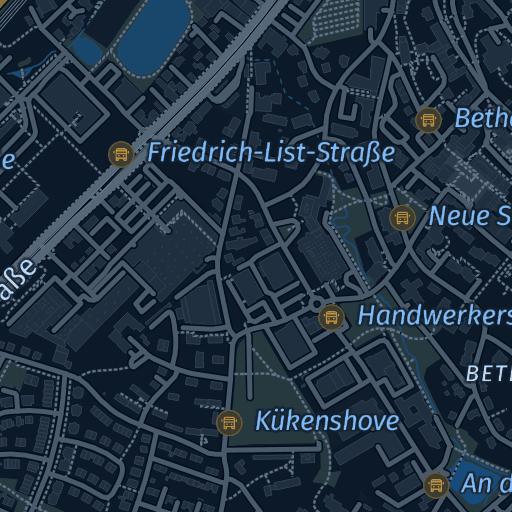 Beth
Friedrich-List-Straße
e
Neue S
aße
Handwerkers
BETH
Kükenshove
An d